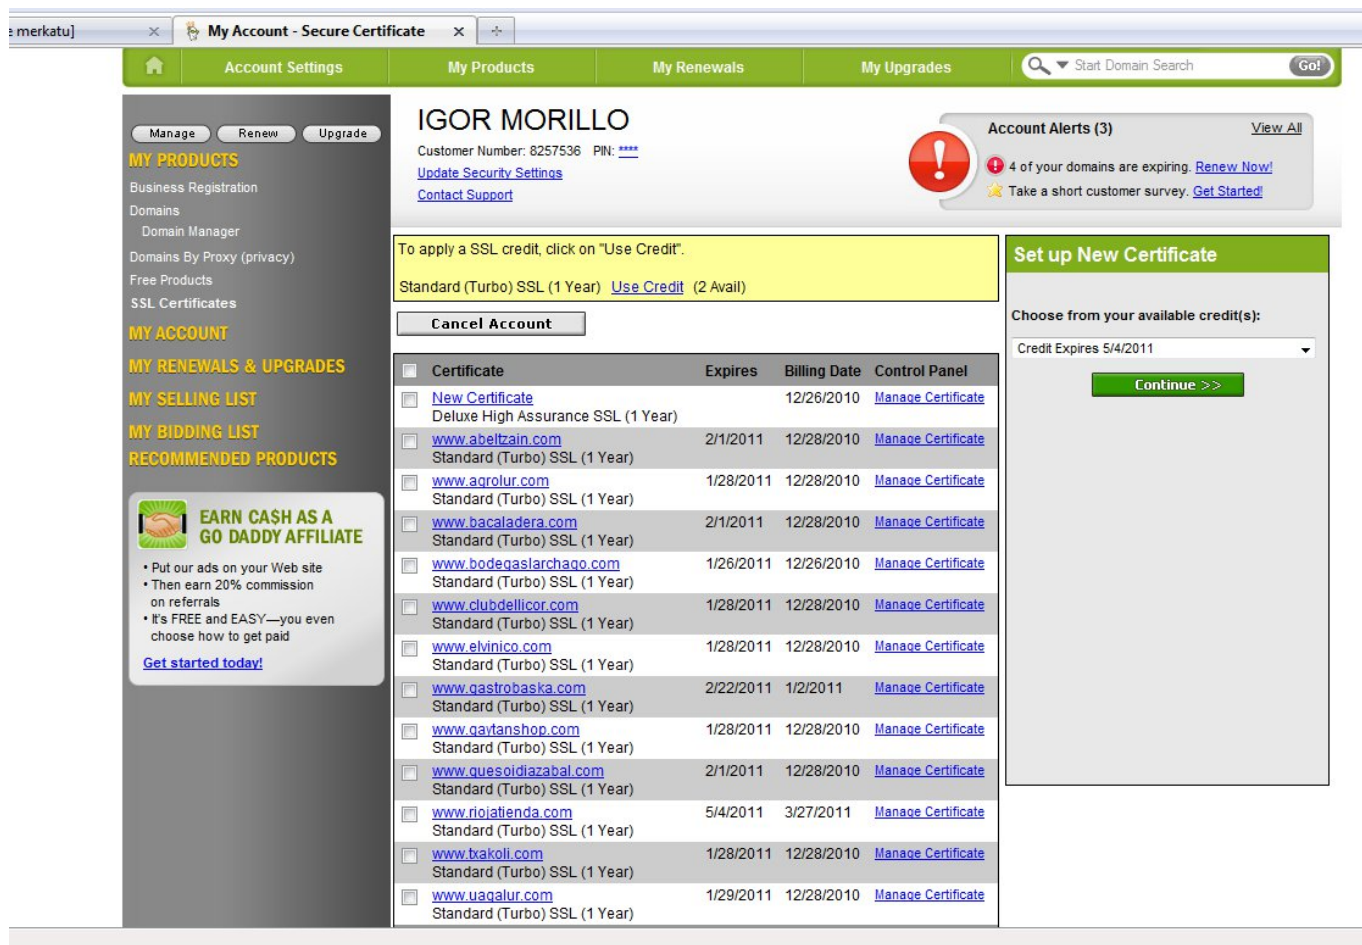 e merkatu]
My Account - Secure Certificate
Account Settings
My Products
My Renewals
My Upgrades
Start Domain Search
Go!
Manage
Renew
Upgrade
MY PRODUCTS
Business Registration
Domains
Domain Manager
Domains By Proxy (privacy)
Free Products
SSL Certificates
MY ACCOUNT
MY RENEWALS & UPGRADES
MY SELLING LIST
MY BIDDING LIST
RECOMMENDED PRODUCTS
EARN CA$H AS A
GO DADDY AFFILIATE
• Put our ads on your Web site
• Then earn 20% commission
on referrals
• It's FREE and EASY—you even
choose how to get paid
Get started today!
IGOR MORILLO
Customer Number: 8257536 PIN: ****
Update Security Settings
Contact Support
Account Alerts (3) View All
4 of your domains are expiring. Renew Now!
Take a short customer survey. Get Started!
To apply a SSL credit, click on "Use Credit".
Standard (Turbo) SSL (1 Year) Use Credit (2 Avail)
Cancel Account
Certificate Expires Billing Date Control Panel
New Certificate 12/26/2010 Manage Certificate
Deluxe High Assurance SSL (1 Year)
www.abeltzain.com 2/1/2011 12/28/2010 Manage Certificate
Standard (Turbo) SSL (1 Year)
www.agrolur.com 1/28/2011 12/28/2010 Manage Certificate
Standard (Turbo) SSL (1 Year)
www.bacaladera.com 2/1/2011 12/28/2010 Manage Certificate
Standard (Turbo) SSL (1 Year)
www.bodegaslarchago.com 1/26/2011 12/26/2010 Manage Certificate
Standard (Turbo) SSL (1 Year)
www.clubdellicor.com 1/28/2011 12/28/2010 Manage Certificate
Standard (Turbo) SSL (1 Year)
www.elvinico.com 1/28/2011 12/28/2010 Manage Certificate
Standard (Turbo) SSL (1 Year)
www.gastrobaska.com 2/22/2011 1/2/2011 Manage Certificate
Standard (Turbo) SSL (1 Year)
www.gaytanshop.com 1/28/2011 12/28/2010 Manage Certificate
Standard (Turbo) SSL (1 Year)
www.quesoidiazabal.com 2/1/2011 12/28/2010 Manage Certificate
Standard (Turbo) SSL (1 Year)
www.riojatienda.com 5/4/2011 3/27/2011 Manage Certificate
Standard (Turbo) SSL (1 Year)
www.txakoli.com 1/28/2011 12/28/2010 Manage Certificate
Standard (Turbo) SSL (1 Year)
www.uagalur.com 1/29/2011 12/28/2010 Manage Certificate
Standard (Turbo) SSL (1 Year)
Set up New Certificate
Choose from your available credit(s):
Credit Expires 5/4/2011
Continue >>